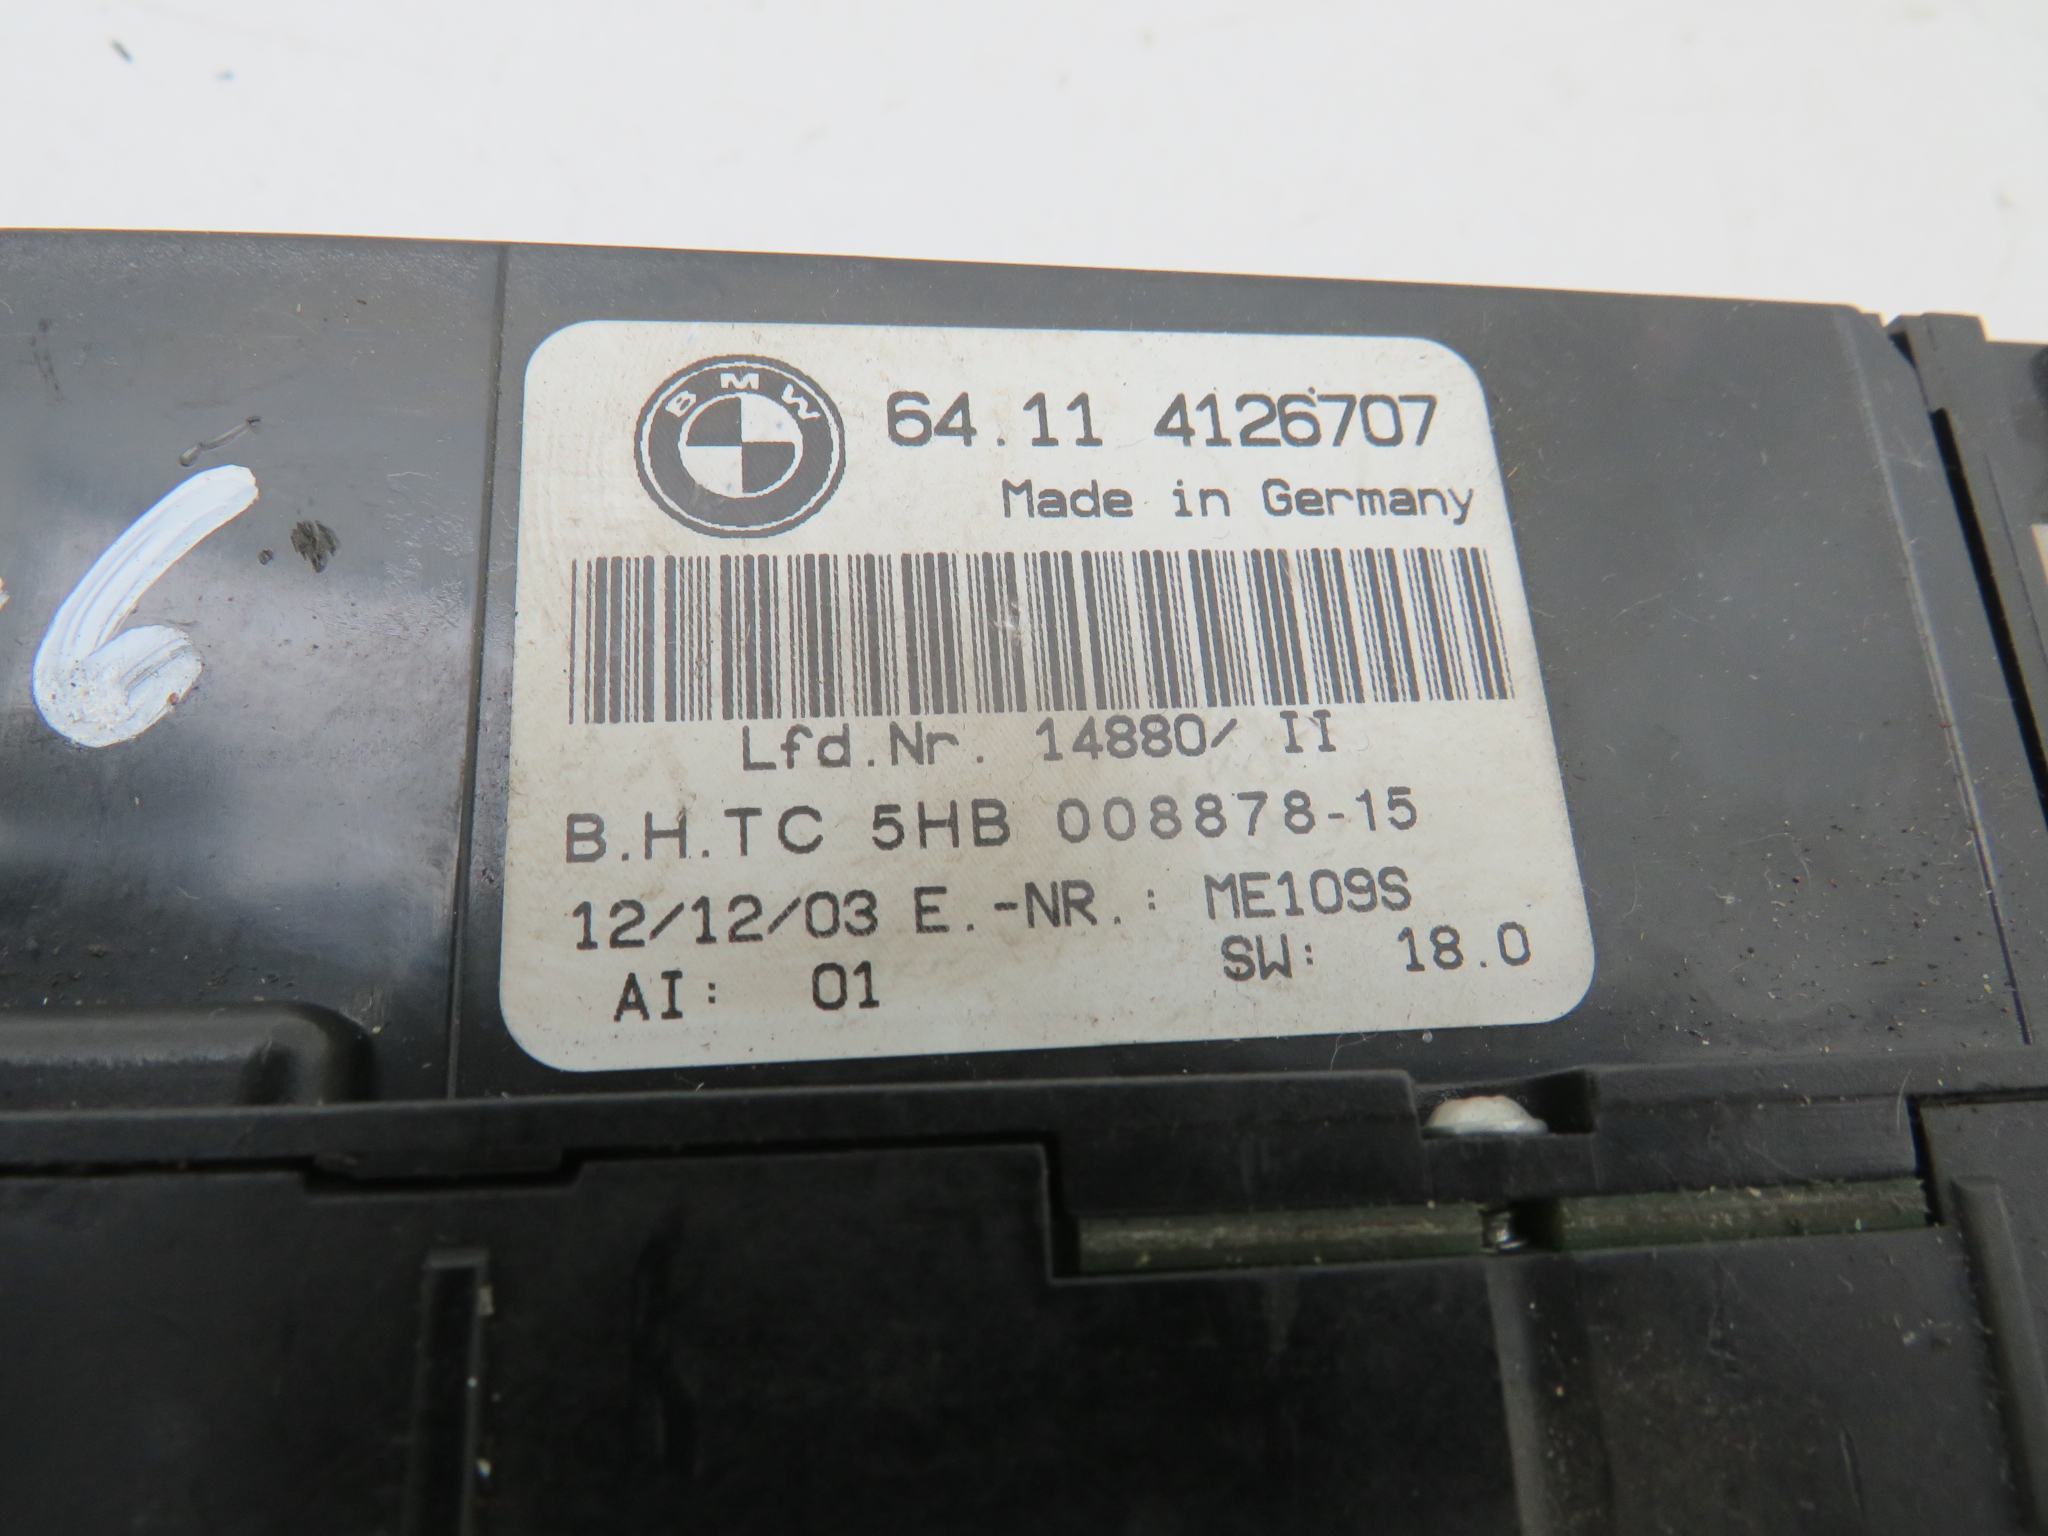 BMW
64.11 4126707
Made in Germany
Lfd.Nr. 14880/ II
B.H.TC 5HB 008878-15
12/12/03 E.-NR.: ME109S
SW: 18.0
AI: 01
6